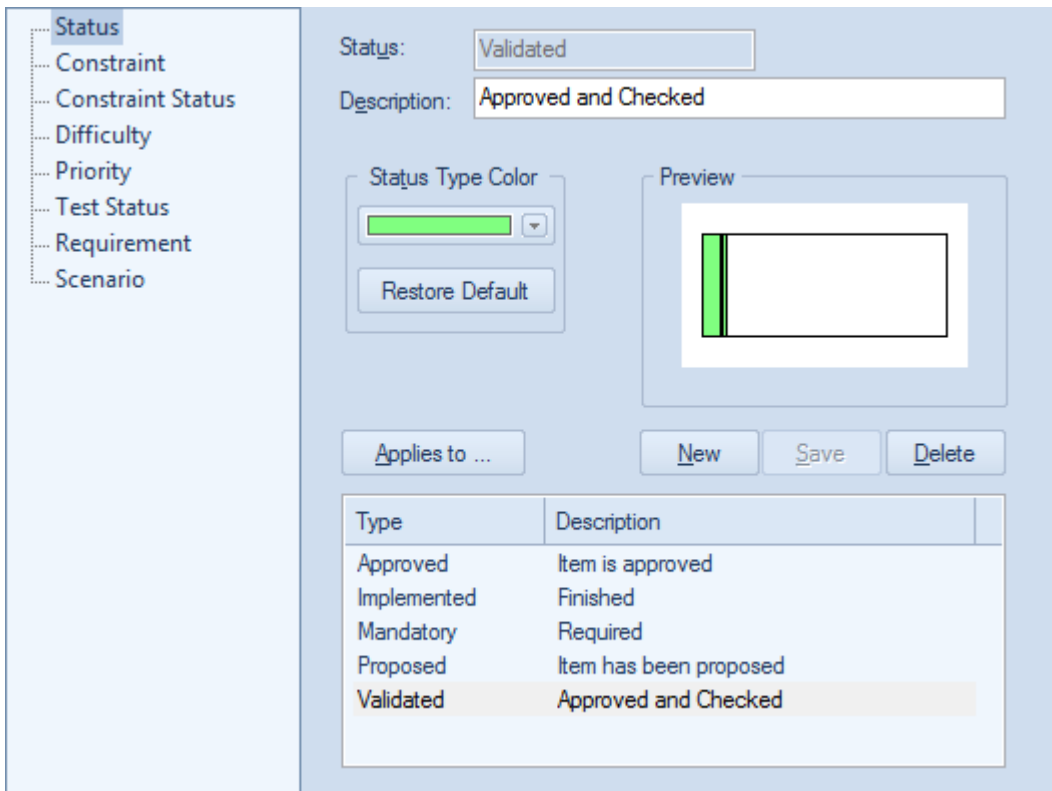 Status
Constraint
Constraint Status
Difficulty
Priority
Test Status
Requirement
Scenario
Status: Validated
Description: Approved and Checked
Status Type Color
Restore Default
Preview
Applies to ...
New Save Delete
Type Description
Approved Item is approved
Implemented Finished
Mandatory Required
Proposed Item has been proposed
Validated Approved and Checked